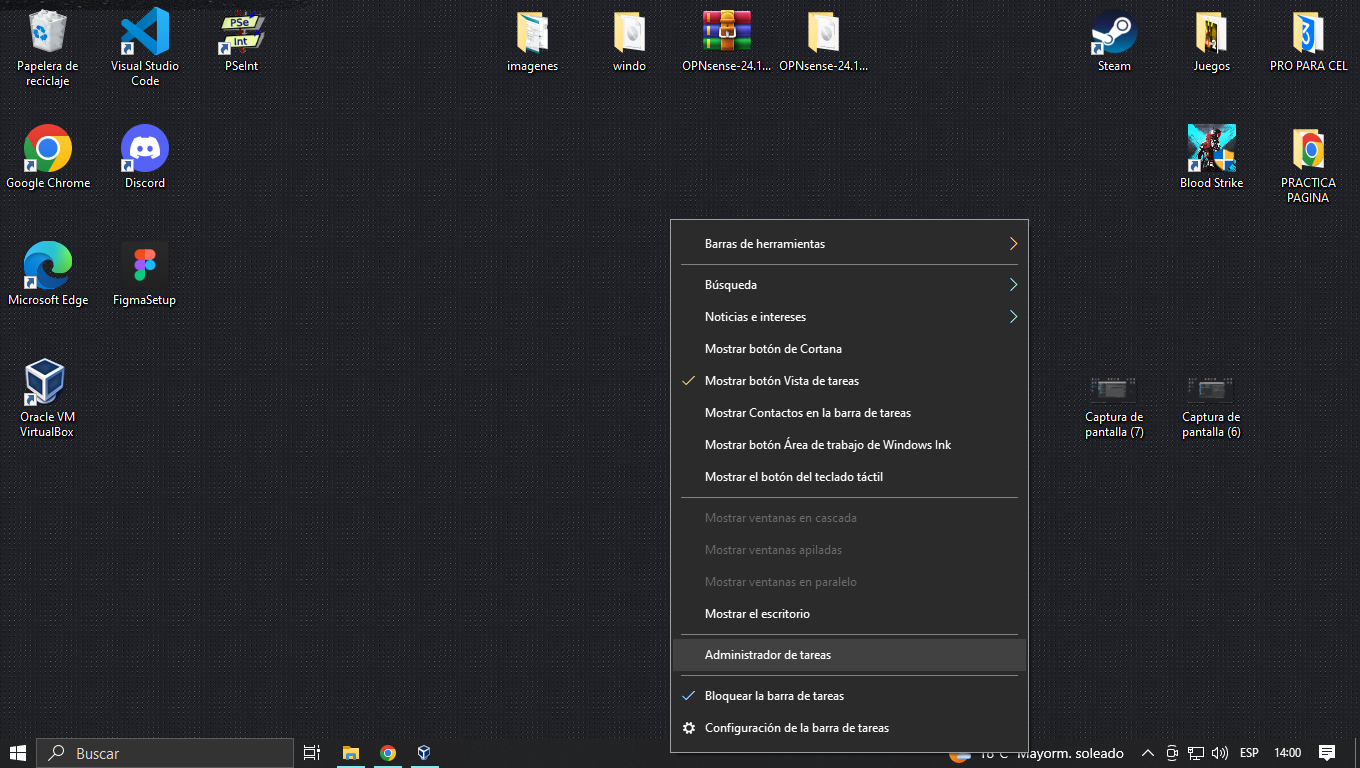 PSe
Int
Papelera de
reciclaje
Visual Studio
Code
PSeInt
imagenes
windo
OPNsense-24.1...
OPNsense-24.1...
Steam
Juegos
PRO PARA CEL
Google Chrome
Discord
Blood Strike
PRACTICA
PAGINA
Microsoft Edge
FigmaSetup
Oracle VM
VirtualBox
Captura de
pantalla (7)
Captura de
pantalla (6)
Barras de herramientas
Búsqueda
Noticias e intereses
Mostrar botón de Cortana
Mostrar botón Vista de tareas
Mostrar Contactos en la barra de tareas
Mostrar botón Área de trabajo de Windows Ink
Mostrar el botón del teclado táctil
Mostrar ventanas en cascada
Mostrar ventanas apiladas
Mostrar ventanas en paralelo
Mostrar el escritorio
Administrador de tareas
Bloquear la barra de tareas
Configuración de la barra de tareas
Buscar
Mayorm. soleado
ESP
14:00